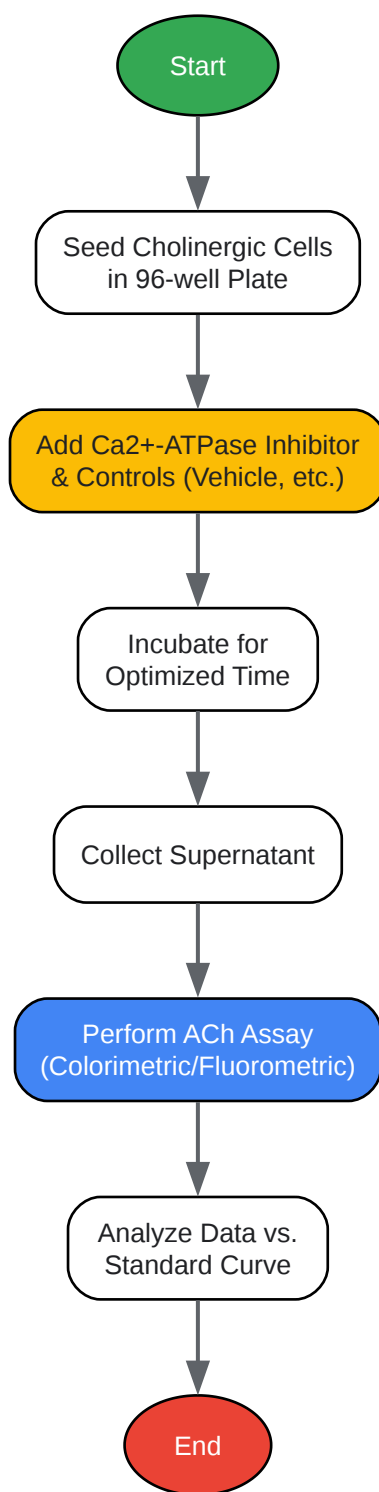 Start
Seed Cholinergic Cells
in 96-well Plate
Add Ca2+-ATPase Inhibitor
& Controls (Vehicle, etc.)
Incubate for
Optimized Time
Collect Supernatant
Perform ACh Assay
(Colorimetric/Fluorometric)
Analyze Data vs.
Standard Curve
End